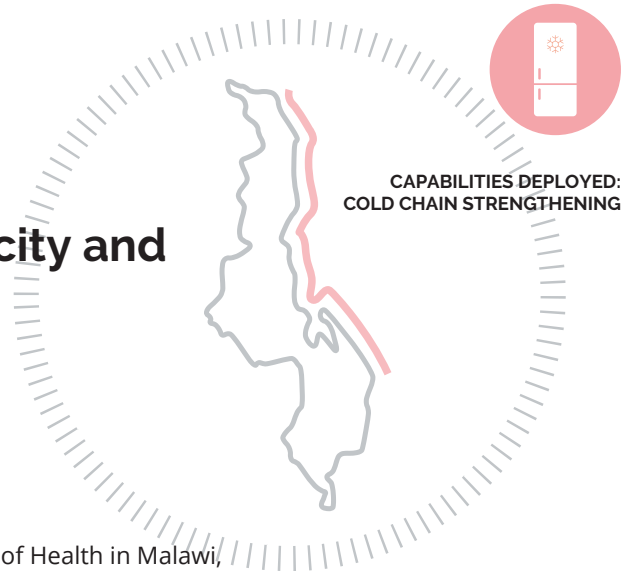 CAPABILITIES DEPLOYED:
COLD CHAIN STRENGTHENING
city and
of Health in Malawi,